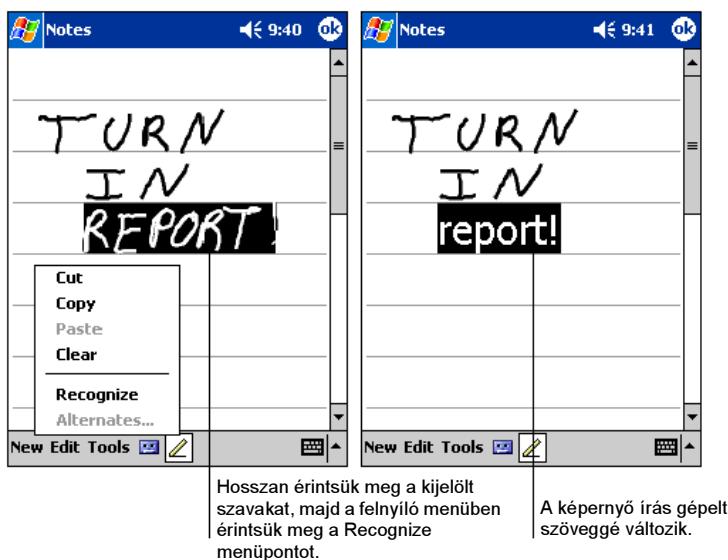 Notes 9:40 ok
TURN
IN
REPORT!
Cut
Copy
Paste
Clear
Recognize
Alternates...
New Edit Tools
Notes 9:41 ok
TURN
IN
report!
New Edit Tools
Hosszan érintsük meg a kijelölt
szavakat, majd a felnyíló menüben
érintsük meg a Recognize
menüpontot.
A képernyő írás gépelt
szöveggé változik.